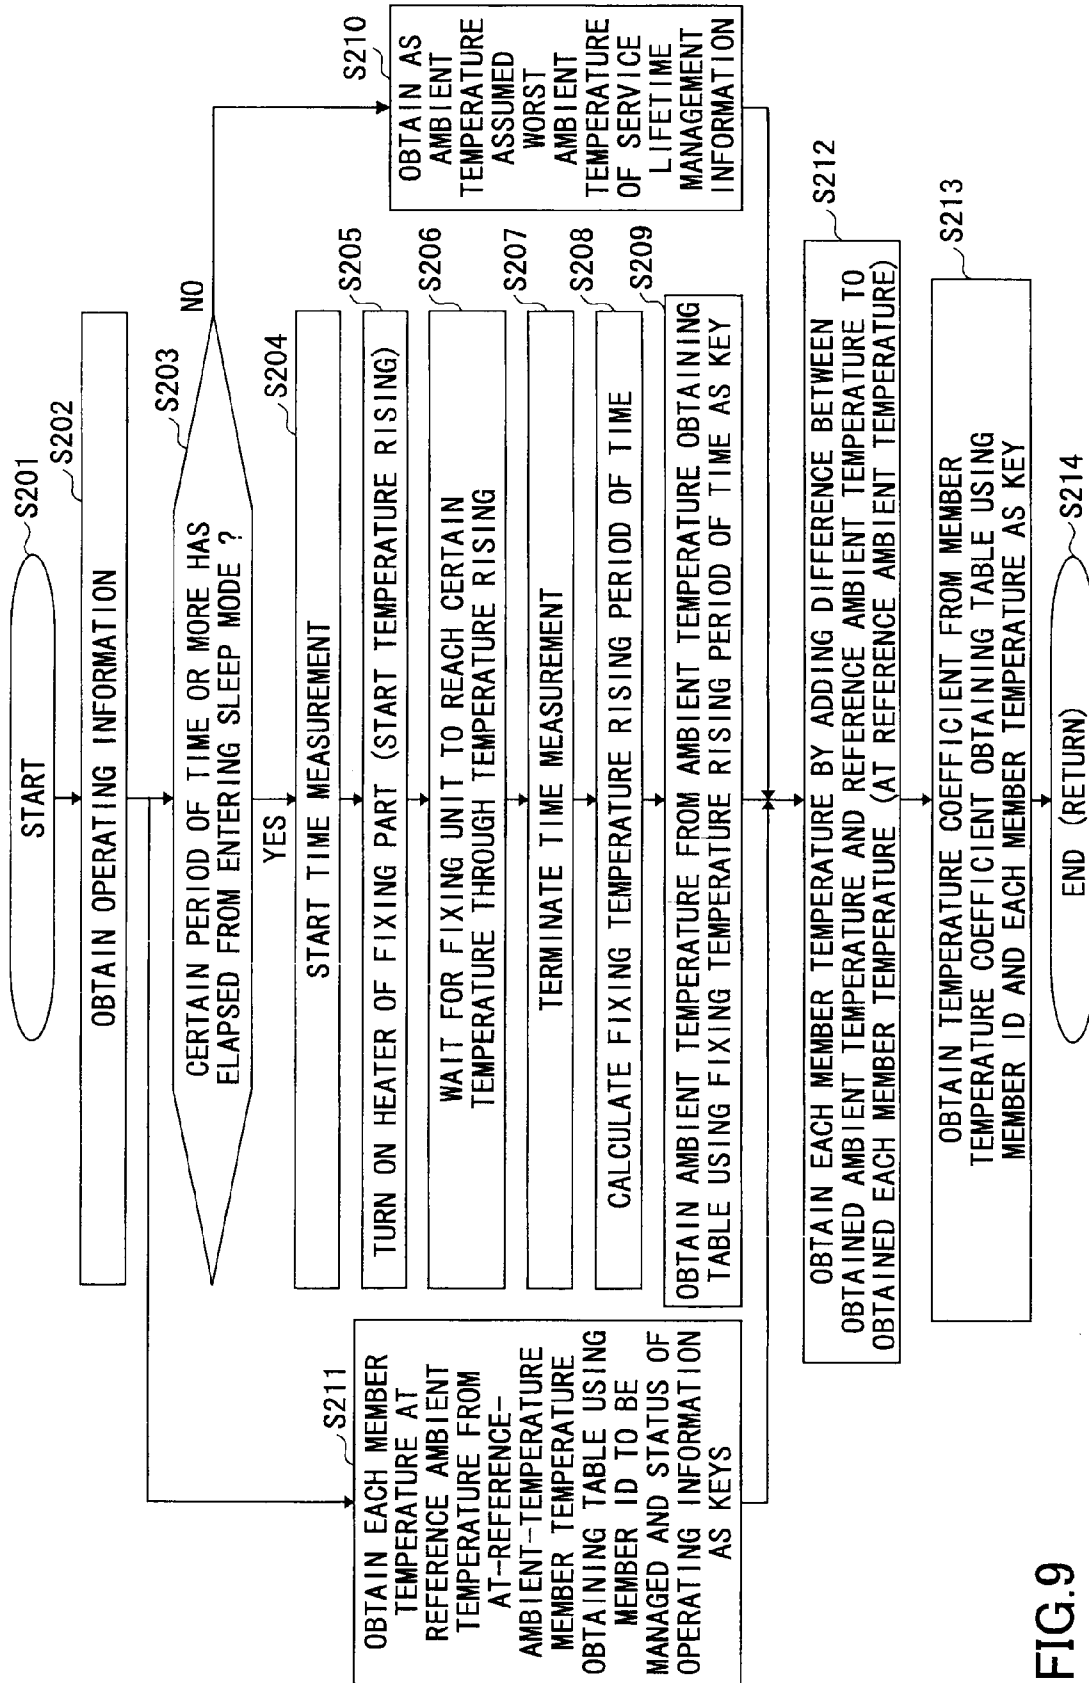 START
S201
OBTAIN OPERATING INFORMATION
S202
CERTAIN PERIOD OF TIME OR MORE HAS
ELAPSED FROM ENTERING SLEEP MODE ?
S203
NO
YES
START TIME MEASUREMENT
S204
TURN ON HEATER OF FIXING PART (START TEMPERATURE RISING)
S205
WAIT FOR FIXING UNIT TO REACH CERTAIN
TEMPERATURE THROUGH TEMPERATURE RISING
S206
TERMINATE TIME MEASUREMENT
S207
CALCULATE FIXING TEMPERATURE RISING PERIOD OF TIME
S208
OBTAIN AMBIENT TEMPERATURE FROM AMBIENT TEMPERATURE OBTAINING
TABLE USING FIXING TEMPERATURE RISING PERIOD OF TIME AS KEY
S209
OBTAIN AS
AMBIENT
TEMPERATURE
ASSUMED
WORST
AMBIENT
TEMPERATURE
OF SERVICE
LIFETIME
MANAGEMENT
INFORMATION
S210
OBTAIN EACH MEMBER
TEMPERATURE AT
REFERENCE AMBIENT
TEMPERATURE FROM
AT-REFERENCE-
AMBIENT-TEMPERATURE
MEMBER TEMPERATURE
OBTAINING TABLE USING
MEMBER ID TO BE
MANAGED AND STATUS OF
OPERATING INFORMATION
AS KEYS
S211
OBTAIN EACH MEMBER TEMPERATURE BY ADDING DIFFERENCE BETWEEN
OBTAINED AMBIENT TEMPERATURE AND REFERENCE AMBIENT TEMPERATURE TO
OBTAINED EACH MEMBER TEMPERATURE (AT REFERENCE AMBIENT TEMPERATURE)
S212
OBTAIN TEMPERATURE COEFFICIENT FROM MEMBER
TEMPERATURE COEFFICIENT OBTAINING TABLE USING
MEMBER ID AND EACH MEMBER TEMPERATURE AS KEY
S213
END (RETURN)
S214
FIG.9